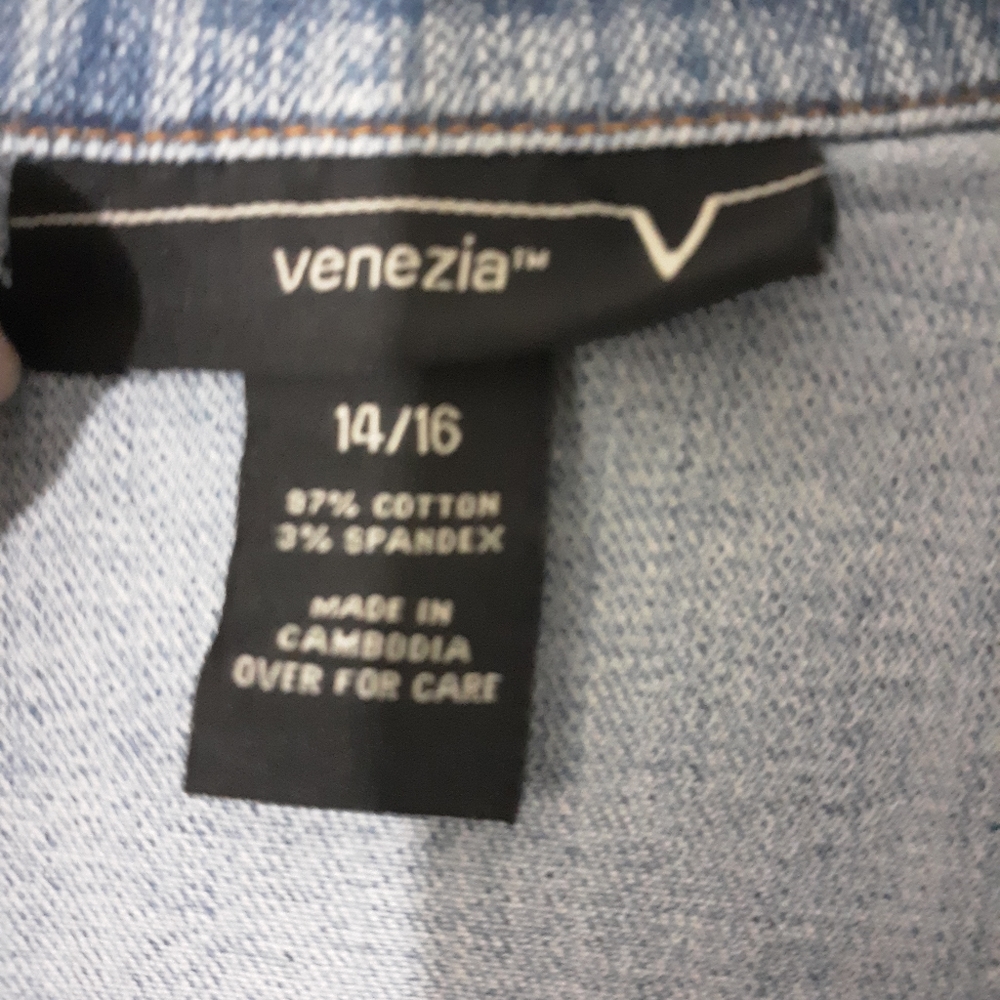 venezia™
14/16
97% COTTON
3% SPANDEX
MADE IN
CAMBODIA
OVER FOR CARE